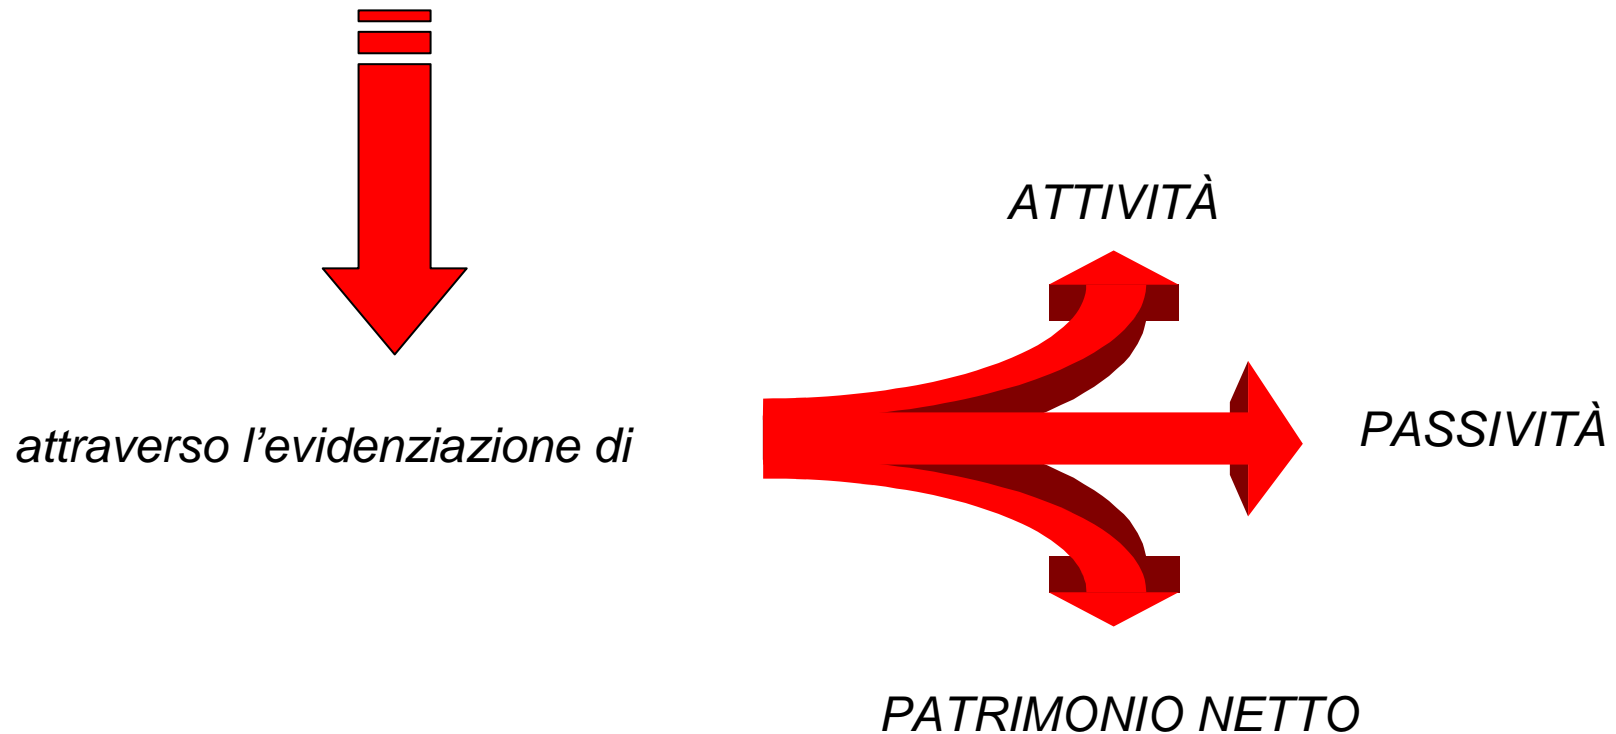 ATTIVITÀ
attraverso l’evidenziazione di
PASSIVITÀ
PATRIMONIO NETTO